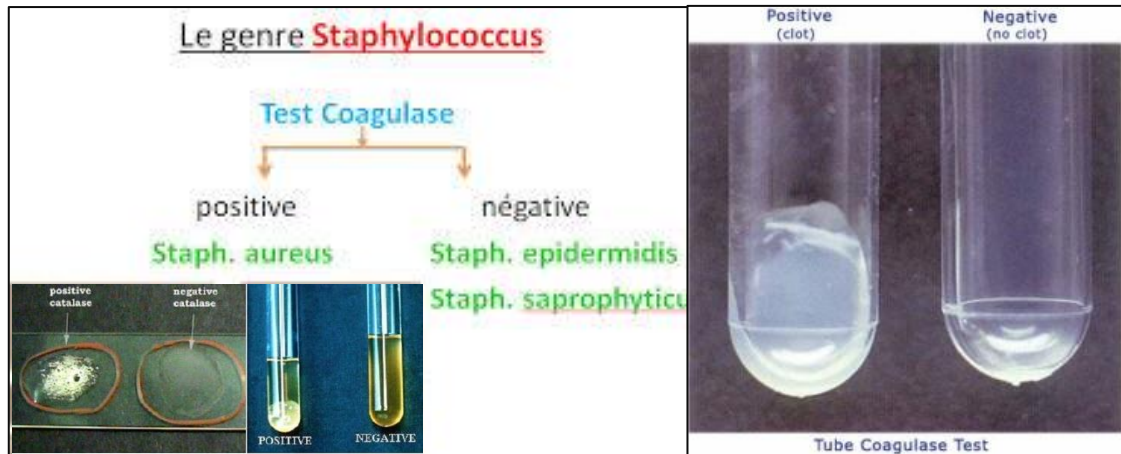 Le genre Staphylococcus
Test Coagulase
positive
négative
Staph. aureus
Staph. epidermidis
Staph. saprophyticu
positive
catalase
negative
catalase
POSITIVE
NEGATIVE
Positive
(clot)
Negative
(no clot)
Tube Coagulase Test